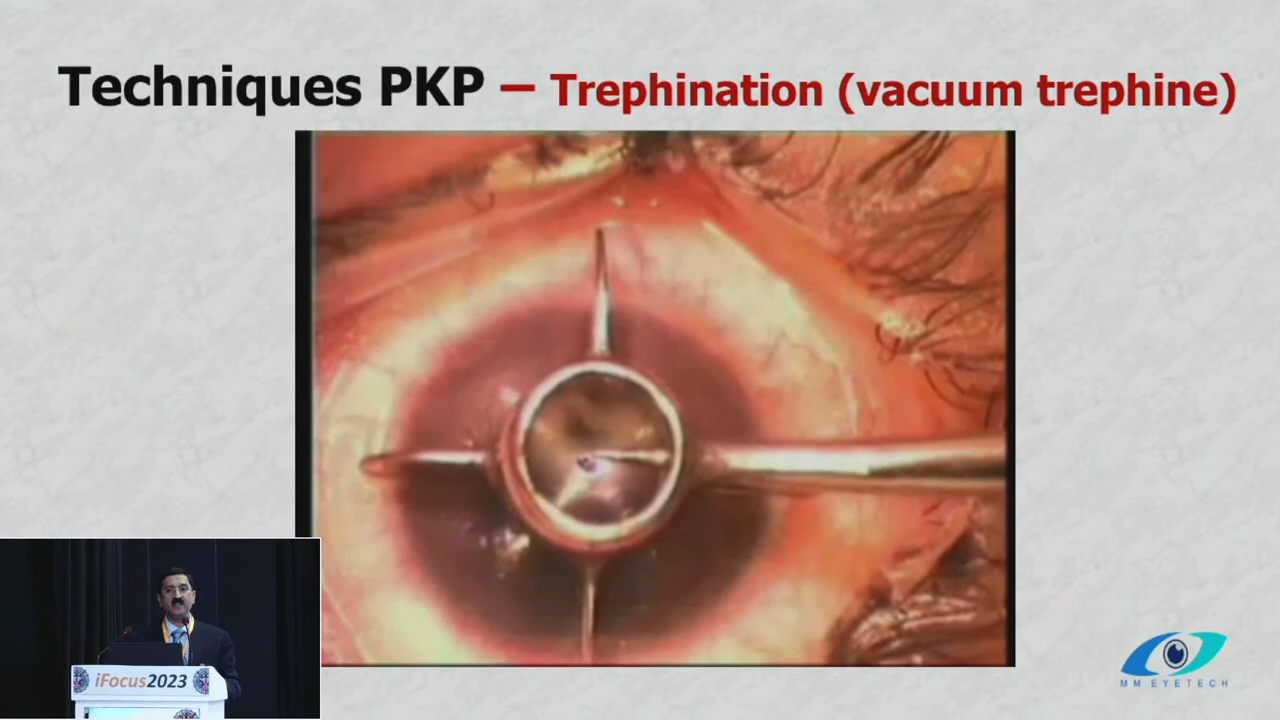 Techniques PKP – Trephination (vacuum trephine)
iFocus2023
MM EYETECH